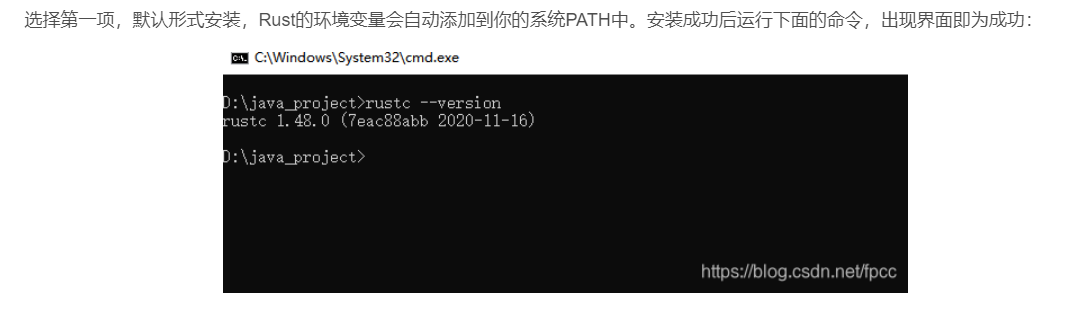 选择第一项，默认形式安装，Rust的环境变量会自动添加到你的系统PATH中。安装成功后运行下面的命令，出现界面即为成功：
C:\Windows\System32\cmd.exe
D:\java_project>rustc --version
rustc 1.48.0 (7eac88abb 2020-11-16)
D:\java_project>
https://blog.csdn.net/fpcc